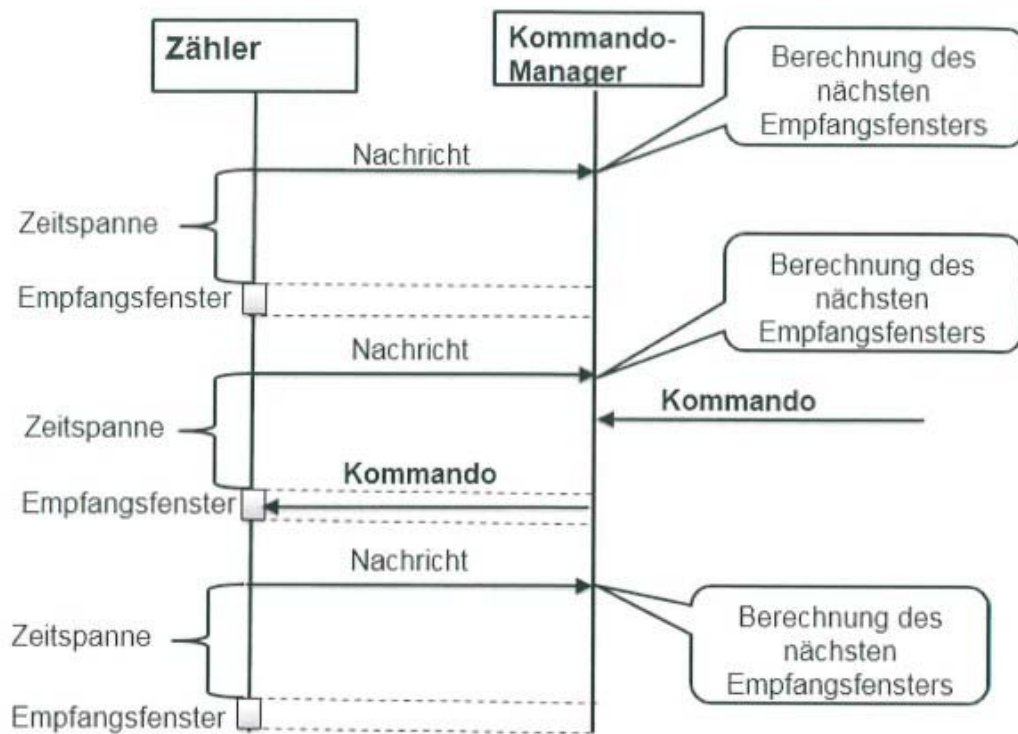 Zähler
Kommando-
Manager
Berechnung des
nächsten
Empfangsfensters
Nachricht
Zeitspanne
Empfangsfenster
Berechnung des
nächsten
Empfangsfensters
Nachricht
Kommando
Zeitspanne
Kommando
Empfangsfenster
Nachricht
Berechnung des
nächsten
Empfangsfensters
Zeitspanne
Empfangsfenster